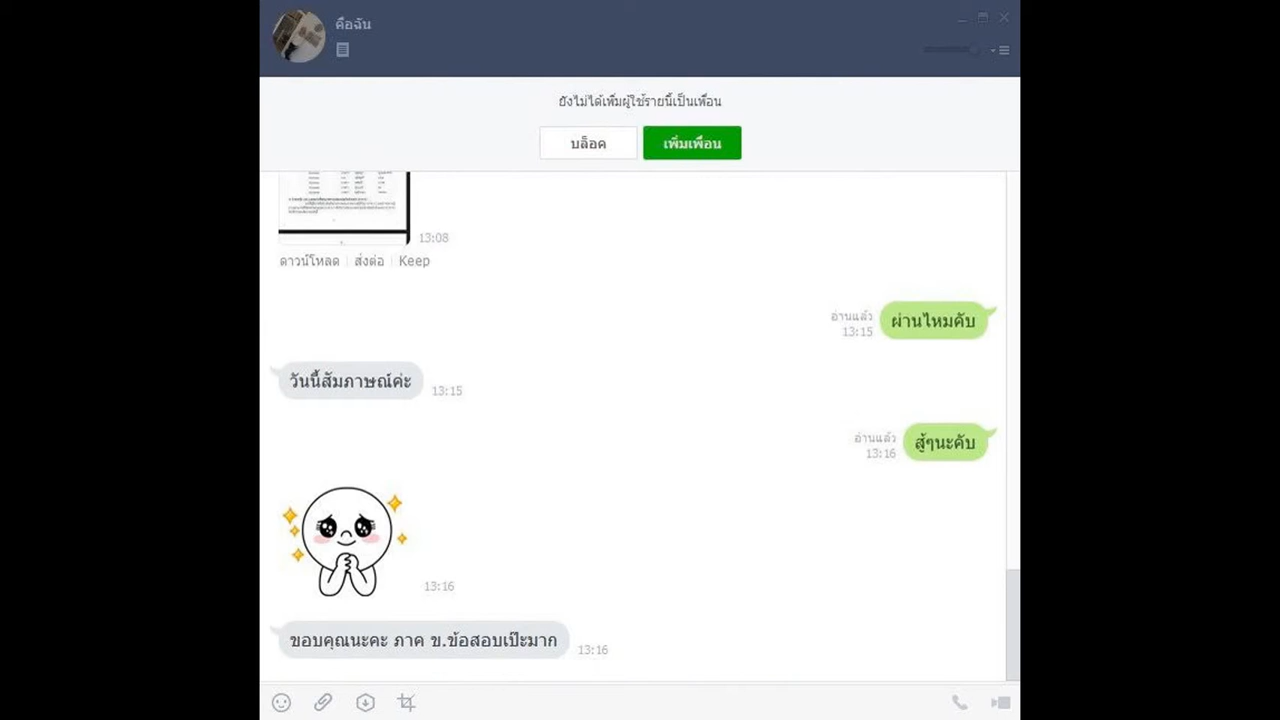 คือฉัน
ยังไม่ได้เพิ่มผู้ใช้รายนี้เป็นเพื่อน
บล็อค
เพิ่มเพื่อน
13:08
ดาวน์โหลด
ส่งต่อ
Keep
อ่านแล้ว
13:15
ผ่านไหมคับ
วันนี้สัมภาษณ์ค่ะ
13:15
อ่านแล้ว
13:16
สู้ๆนะคับ
13:16
ขอบคุณนะคะ ภาค ข.ข้อสอบเป๊ะมาก
13:16